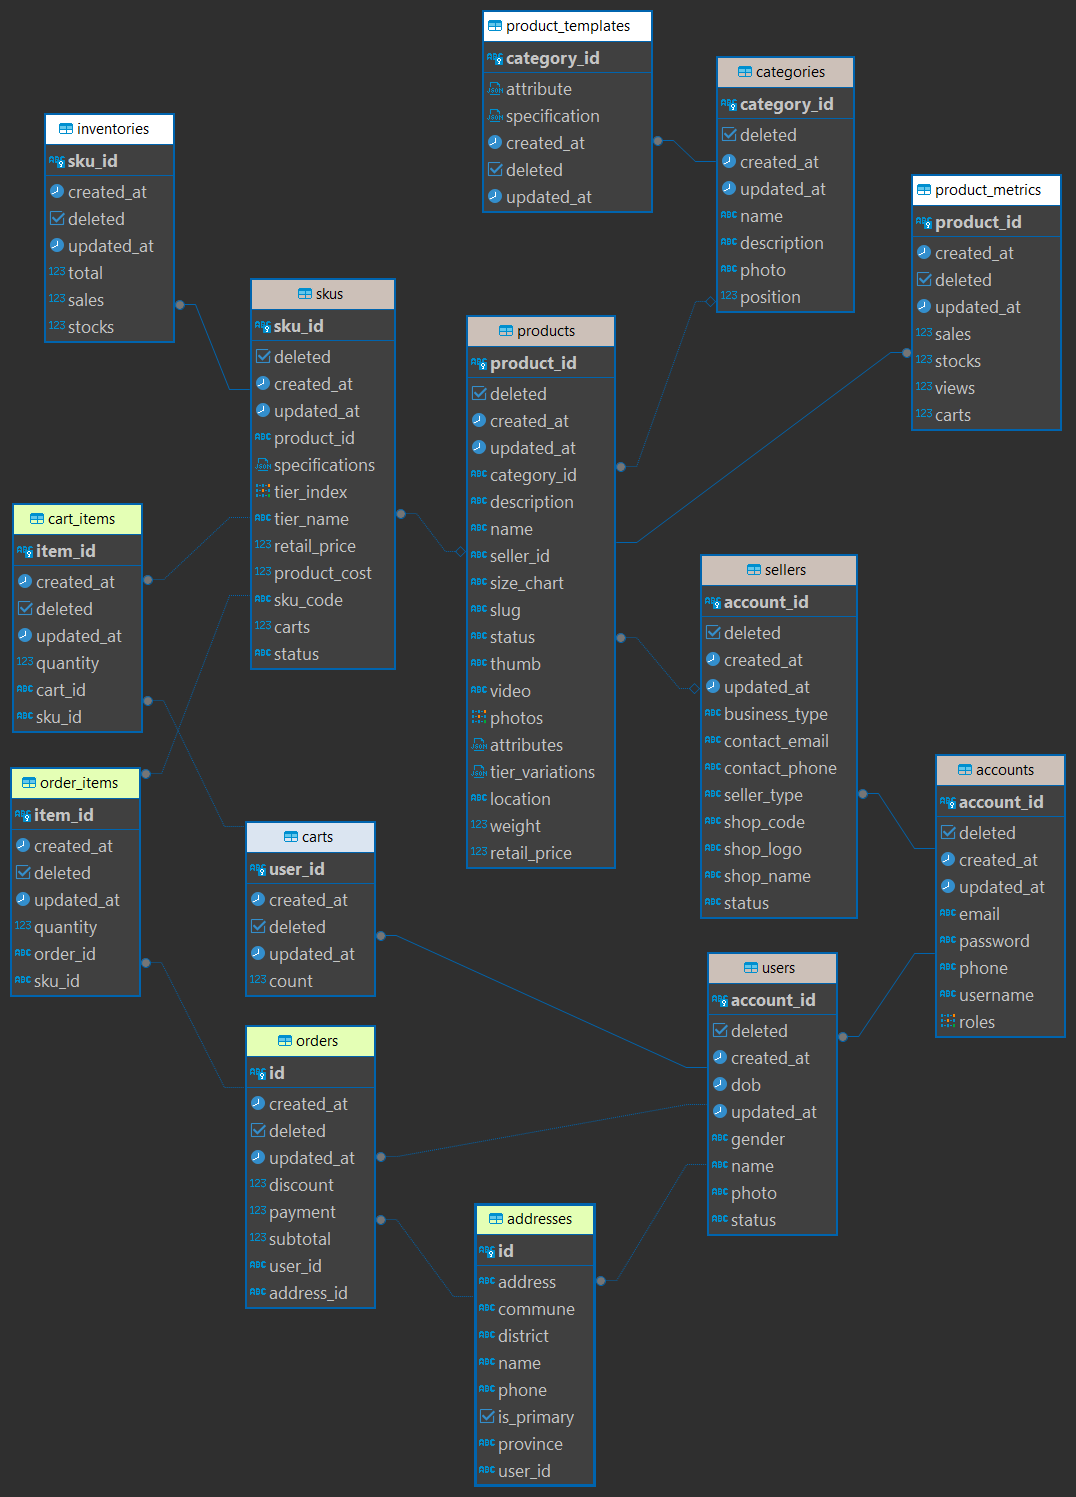 product_templates
category_id
attribute
specification
created_at
deleted
updated_at
categories
category_id
deleted
created_at
updated_at
name
description
photo
position
inventories
sku_id
created_at
deleted
updated_at
total
sales
stocks
product_metrics
product_id
created_at
deleted
updated_at
sales
stocks
views
carts
skus
sku_id
deleted
created_at
updated_at
product_id
specifications
tier_index
tier_name
retail_price
product_cost
sku_code
carts
status
products
product_id
deleted
created_at
updated_at
category_id
description
name
seller_id
size_chart
slug
status
thumb
video
photos
attributes
tier_variations
location
weight
retail_price
cart_items
item_id
created_at
deleted
updated_at
quantity
cart_id
sku_id
sellers
account_id
deleted
created_at
updated_at
business_type
contact_email
contact_phone
seller_type
shop_code
shop_logo
shop_name
status
accounts
account_id
deleted
created_at
updated_at
email
password
phone
username
roles
order_items
item_id
created_at
deleted
updated_at
quantity
order_id
sku_id
carts
user_id
created_at
deleted
updated_at
count
users
account_id
deleted
created_at
dob
updated_at
gender
name
photo
status
orders
id
created_at
deleted
updated_at
discount
payment
subtotal
user_id
address_id
addresses
id
address
commune
district
name
phone
is_primary
province
user_id